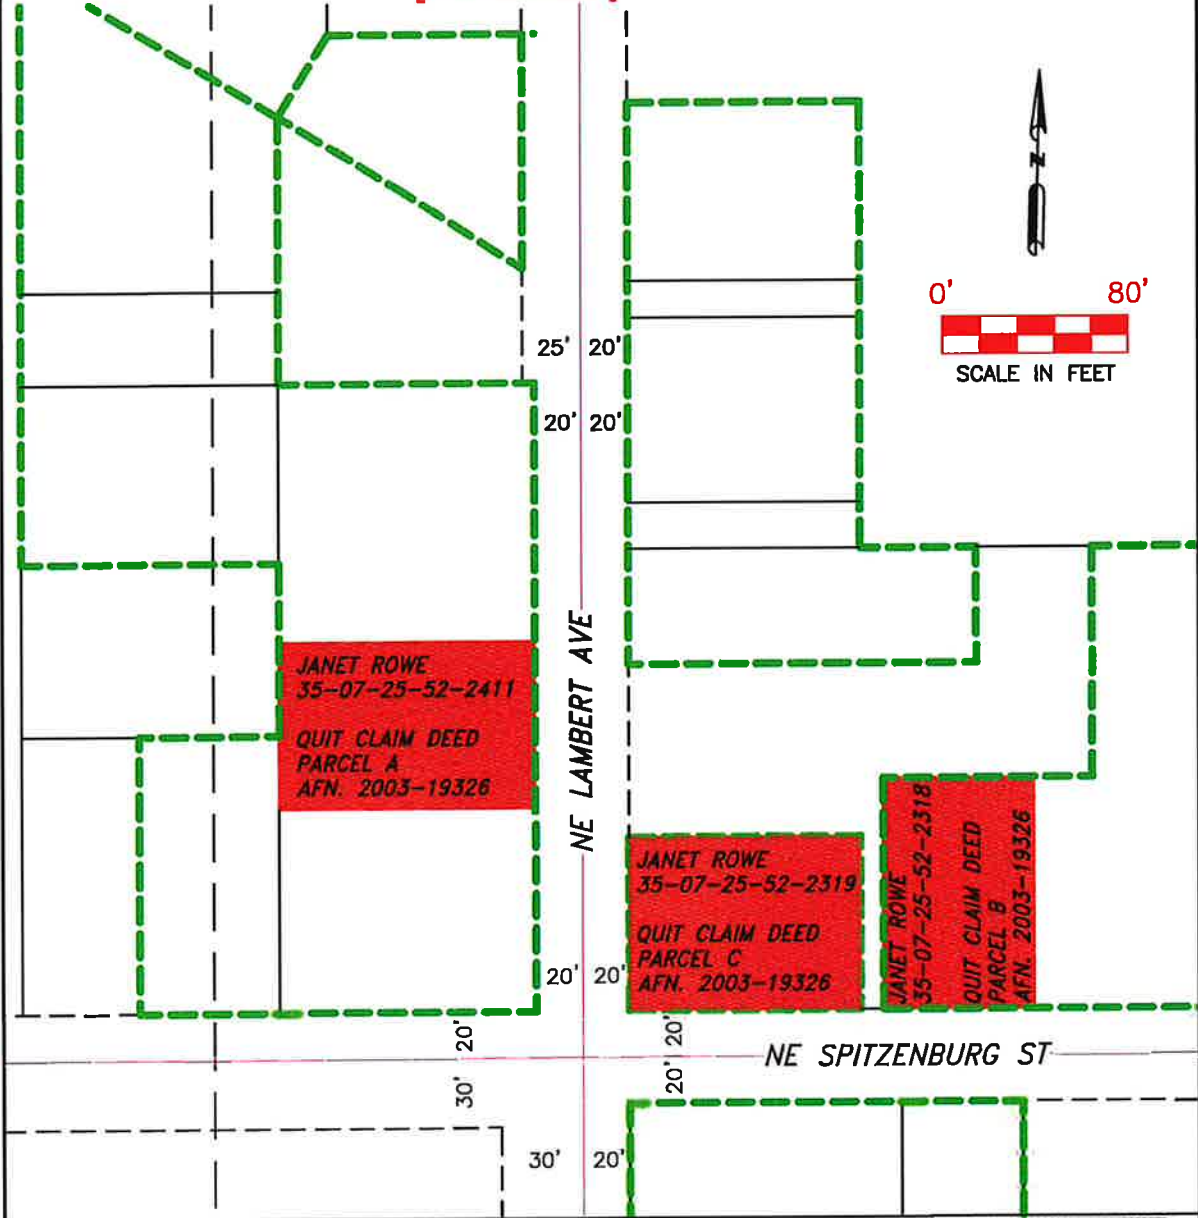 N
0' 80'
SCALE IN FEET
25' 20'
20' 20'
NE LAMBERT AVE
JANET ROWE
35-07-25-52-2411
QUIT CLAIM DEED
PARCEL A
AFN. 2003-19326
JANET ROWE
35-07-25-52-2319
QUIT CLAIM DEED
PARCEL C
AFN. 2003-19326
JANET ROWE
35-07-25-52-2318
QUIT CLAIM DEED
PARCEL B
AFN. 2003-19326
20' 20'
20'
20'
NE SPITZENBURG ST
30'
20'
30' 20'